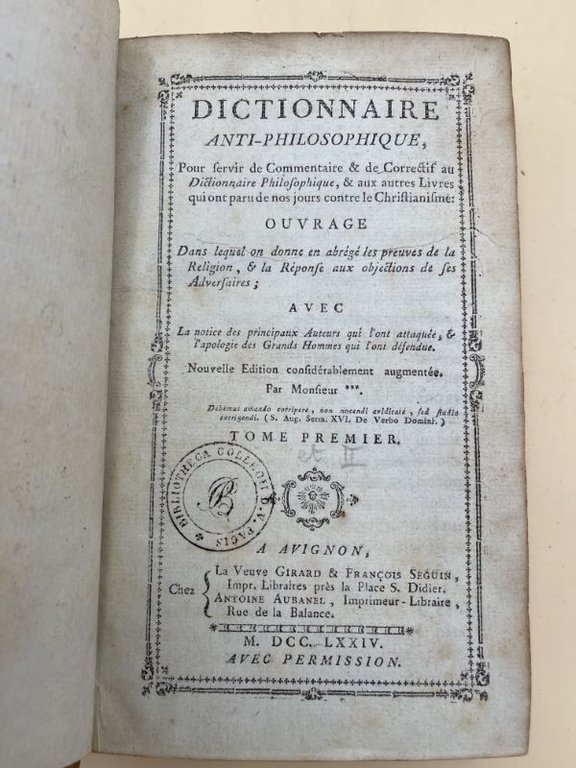 DICTIONNAIRE
ANTI-PHILOSOPHIQUE,
Pour ſervir de Commentaire & de Correctif au
Dictionnaire Philoſophique, & aux autres Livres
qui ont paru de nos jours contre le Chriſtianiſme:
OUVRAGE
Dans lequel on donne en abrégé les preuves de la
Religion, & la Réponſe aux objections de ſes
Adverſaires;
AVEC
La notice des principaux Auteurs qui l'ont attaquée, &
l'apologie des Grands Hommes qui l'ont défendue.
Nouvelle Edition conſidérablement augmentée.
Par Monſieur ***.
Debemus amando corripere, non nocendi aviditate, ſed ſtudio
corrigendi. (S. Aug. Serm. XVI. De Verbo Domini.)
TOME PREMIER.
et II
BIBLIOTHECA COLLEGII B.V. PACIS
A AVIGNON,
Chez
La Veuve GIRARD & FRANÇOIS SEGUIN,
Impr. Libraires près la Place S. Didier.
ANTOINE AUBANEL, Imprimeur-Libraire,
Rue de la Balance.
M. DCC. LXXIV.
AVEC PERMISSION.